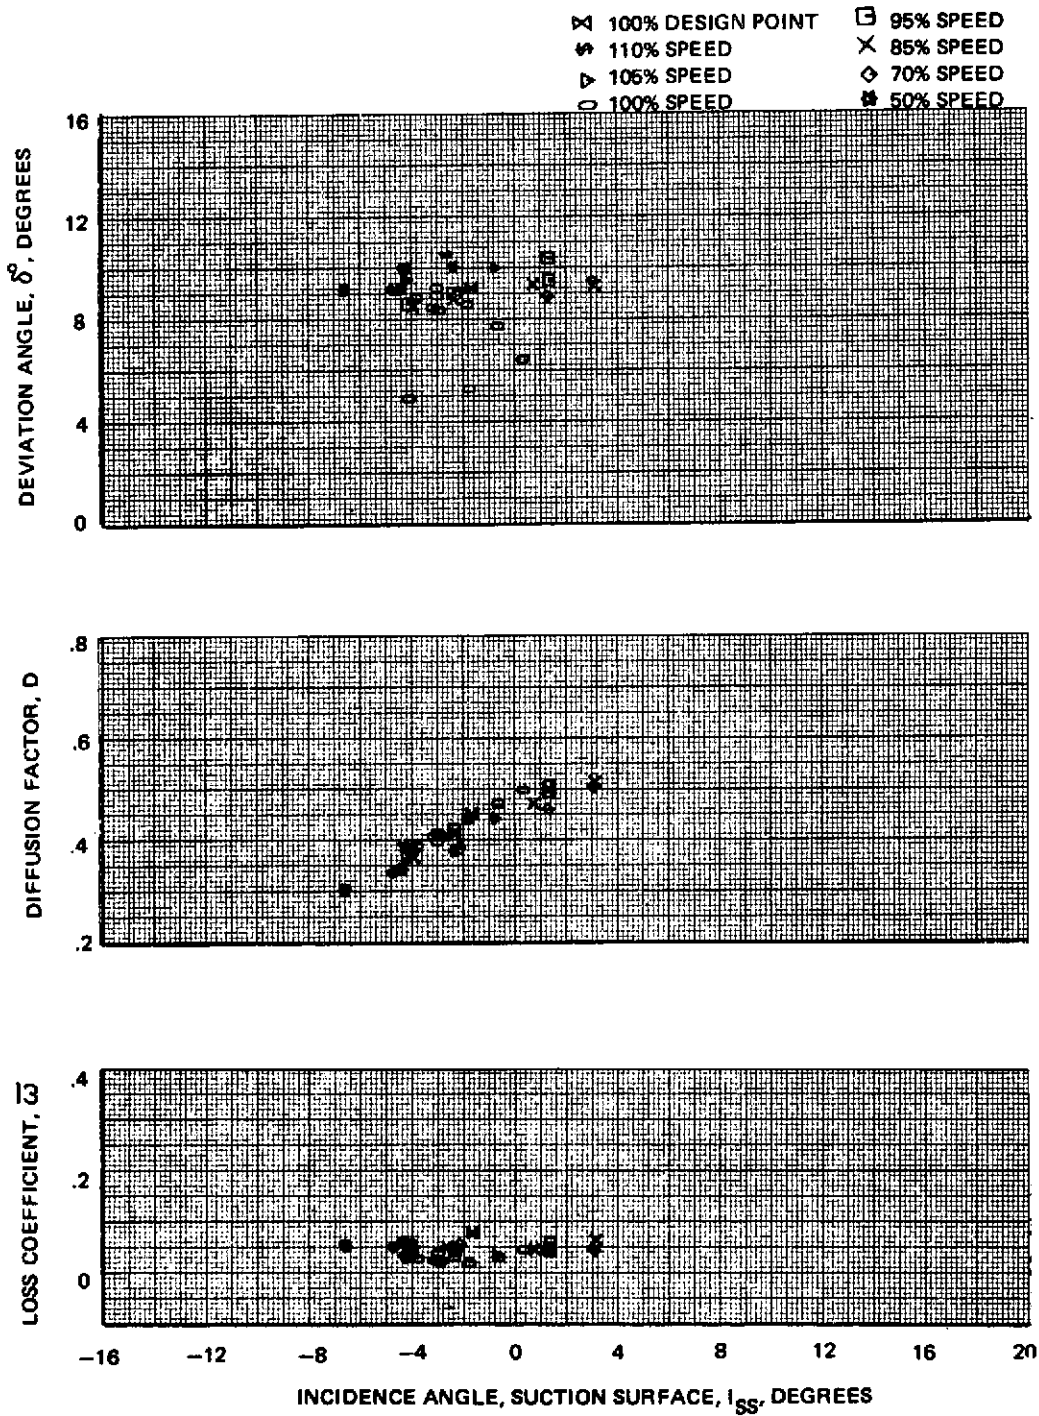 100% DESIGN POINT
110% SPEED
105% SPEED
100% SPEED
95% SPEED
85% SPEED
70% SPEED
50% SPEED
DEVIATION ANGLE, δ°, DEGREES
16
12
8
4
0
DIFFUSION FACTOR, D
.8
.6
.4
.2
LOSS COEFFICIENT, ω̅
.4
.2
0
−16 −12 −8 −4 0 4 8 12 16 20
INCIDENCE ANGLE, SUCTION SURFACE, iSS, DEGREES